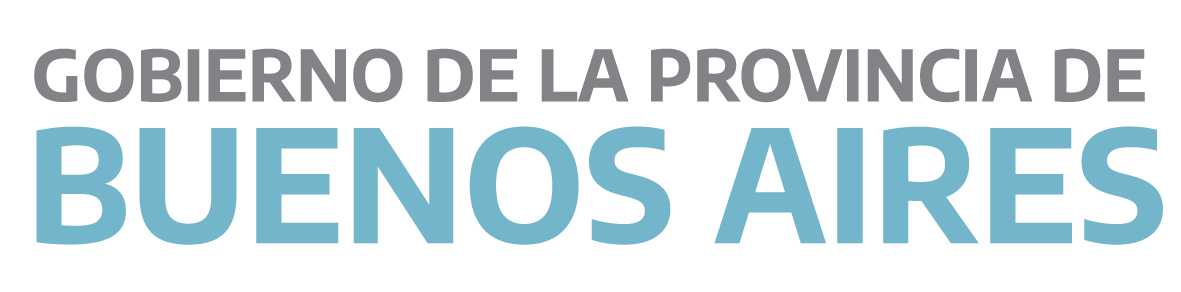 GOBIERNO DE LA PROVINCIA DE
BUENOS AIRES